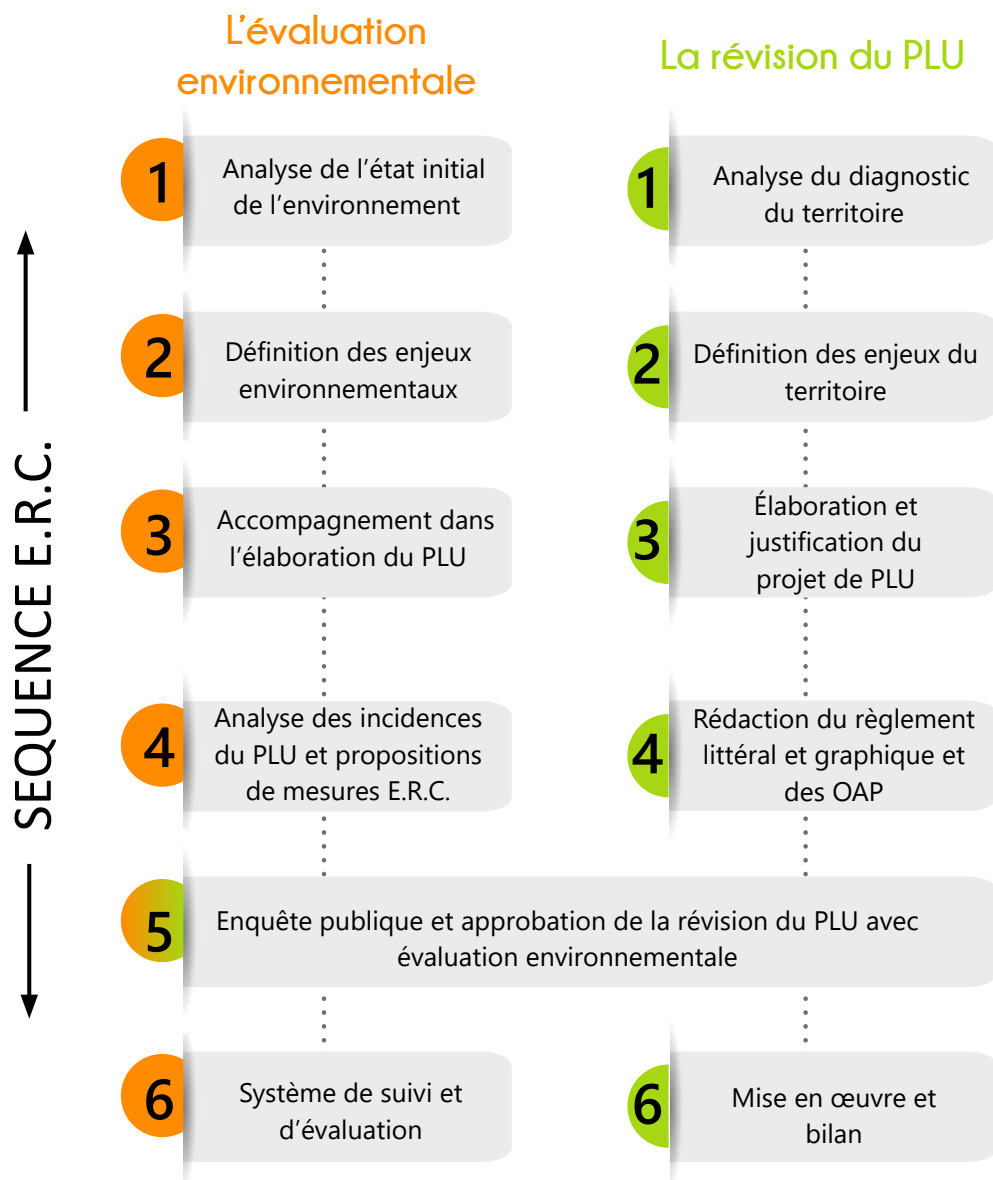 L'évaluation
environnementale
La révision du PLU
SEQUENCE E.R.C.
1
Analyse de l'état initial
de l'environnement
1
Analyse du diagnostic
du territoire
2
Définition des enjeux
environnementaux
2
Définition des enjeux du
territoire
3
Accompagnement dans
l'élaboration du PLU
3
Élaboration et
justification du
projet de PLU
4
Analyse des incidences
du PLU et propositions
de mesures E.R.C.
4
Rédaction du règlement
littéral et graphique et
des OAP
5
Enquête publique et approbation de la révision du PLU avec
évaluation environnementale
6
Système de suivi et
d'évaluation
6
Mise en œuvre et
bilan